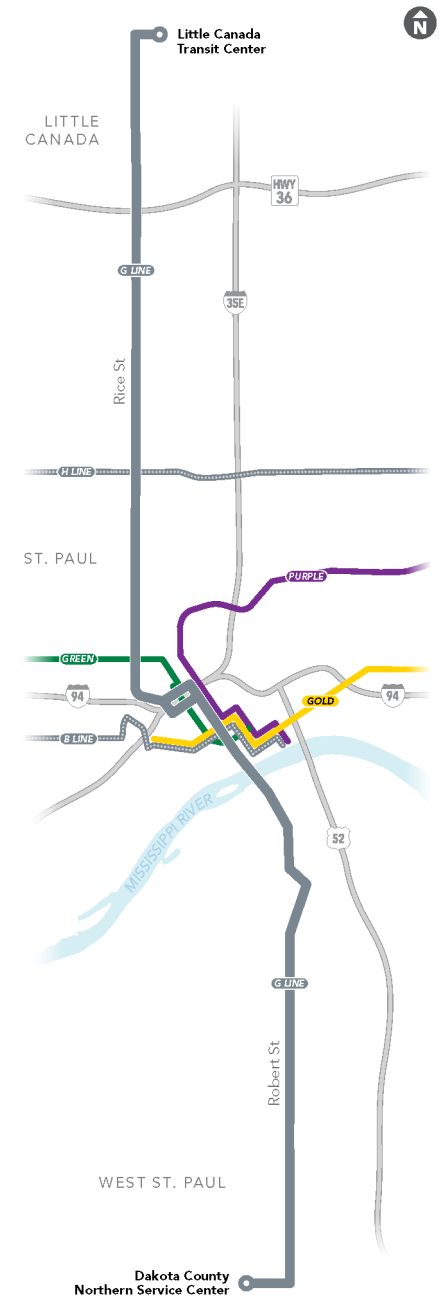 N
Little Canada
Transit Center
LITTLE
CANADA
HWY
36
G LINE
35E
Rice St
H LINE
ST. PAUL
PURPLE
GREEN
94
GOLD
94
B LINE
MISSISSIPPI RIVER
52
G LINE
Robert St
WEST ST. PAUL
Dakota County
Northern Service Center